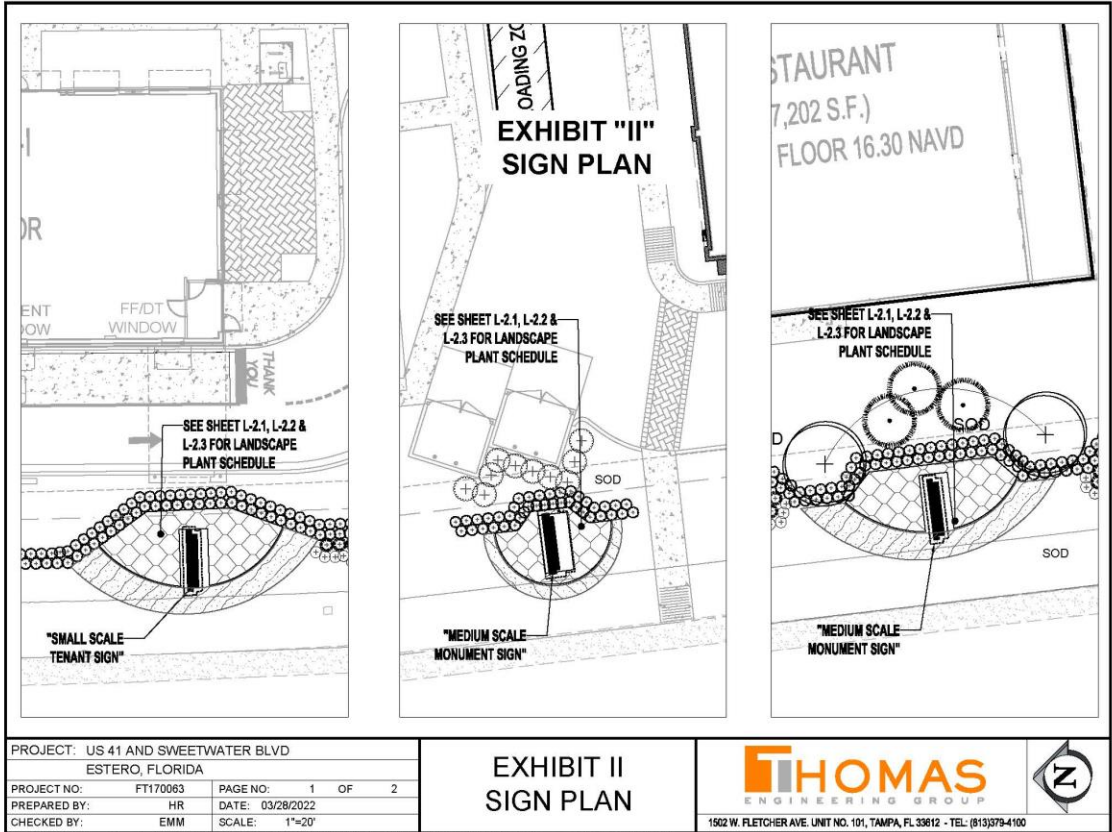 OR
ENT
OW
FF/DT
WINDOW
THANK
YOU
SEE SHEET L-2.1, L-2.2 &
L-2.3 FOR LANDSCAPE
PLANT SCHEDULE
"SMALL SCALE
TENANT SIGN"
OADING ZO
EXHIBIT "II"
SIGN PLAN
SEE SHEET L-2.1, L-2.2 &
L-2.3 FOR LANDSCAPE
PLANT SCHEDULE
SOD
"MEDIUM SCALE
MONUMENT SIGN"
STAURANT
7,202 S.F.)
FLOOR 16.30 NAVD
SEE SHEET L-2.1, L-2.2 &
L-2.3 FOR LANDSCAPE
PLANT SCHEDULE
SOD
D
SOD
"MEDIUM SCALE
MONUMENT SIGN"
PROJECT: US 41 AND SWEETWATER BLVD
ESTERO, FLORIDA
PROJECT NO: FT170063 PAGE NO: 1 OF 2
PREPARED BY: HR DATE: 03/28/2022
CHECKED BY: EMM SCALE: 1"=20'
EXHIBIT II
SIGN PLAN
THOMAS
ENGINEERING GROUP
1502 W. FLETCHER AVE. UNIT NO. 101, TAMPA, FL 33612 - TEL: (813)379-4100
N